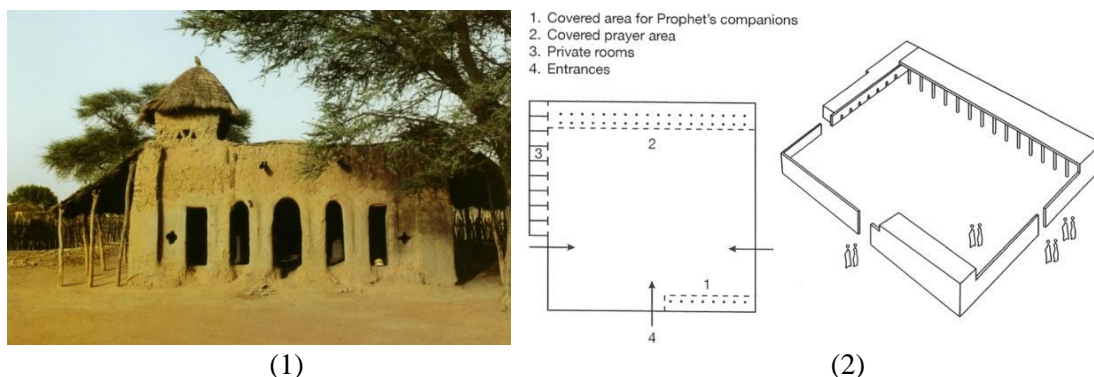 1. Covered area for Prophet's companions
2. Covered prayer area
3. Private rooms
4. Entrances
3
2
1
4
(1)
(2)